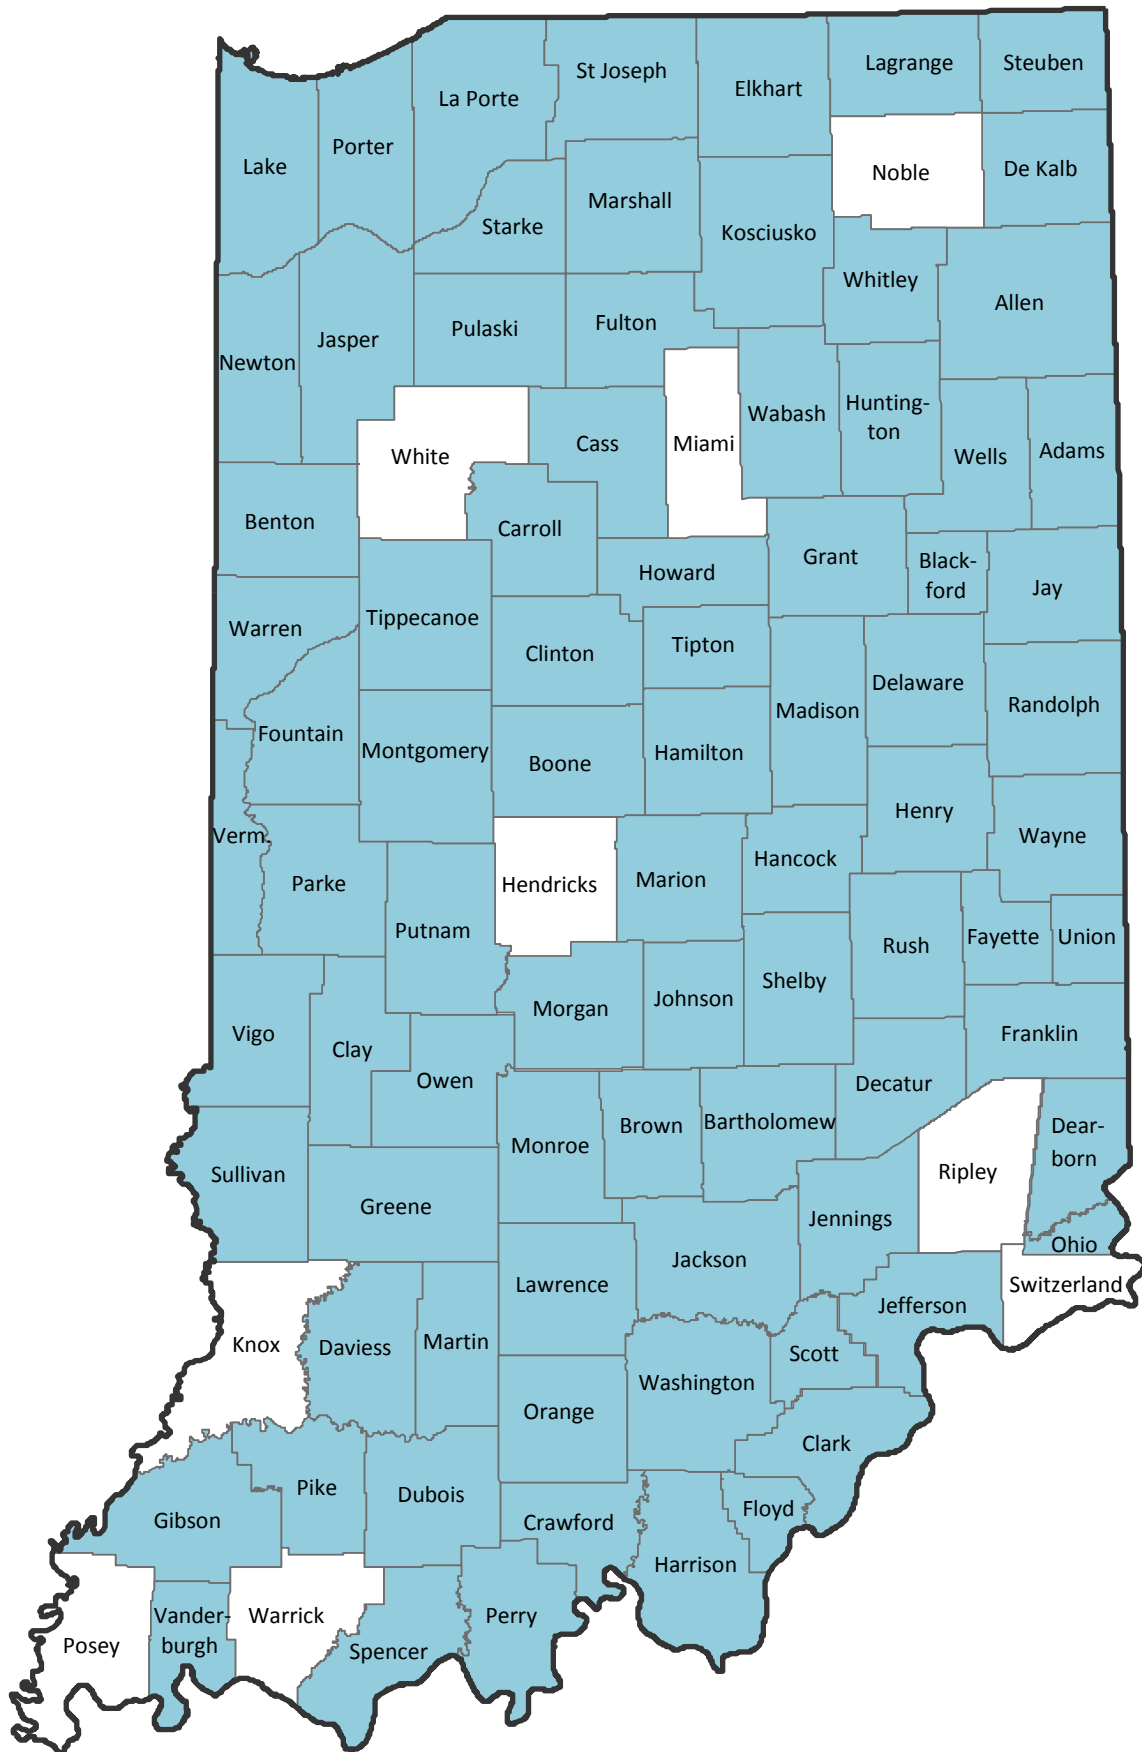 St Joseph
Lagrange
Steuben
Elkhart
La Porte
Porter
Lake
Noble
De Kalb
Marshall
Starke
Kosciusko
Whitley
Allen
Fulton
Pulaski
Jasper
Newton
Wabash
Hunting-
ton
Cass
Miami
White
Wells
Adams
Benton
Carroll
Grant
Howard
Black-
ford
Jay
Tippecanoe
Warren
Clinton
Tipton
Delaware
Randolph
Madison
Fountain
Montgomery
Boone
Hamilton
Henry
Verm.
Wayne
Hancock
Marion
Hendricks
Parke
Putnam
Rush
Fayette
Union
Shelby
Johnson
Morgan
Vigo
Clay
Franklin
Owen
Decatur
Brown
Bartholomew
Monroe
Dear-
born
Ripley
Sullivan
Greene
Jennings
Ohio
Jackson
Lawrence
Switzerland
Jefferson
Knox
Daviess
Martin
Scott
Washington
Orange
Clark
Pike
Dubois
Floyd
Gibson
Crawford
Harrison
Vander-
burgh
Warrick
Perry
Posey
Spencer